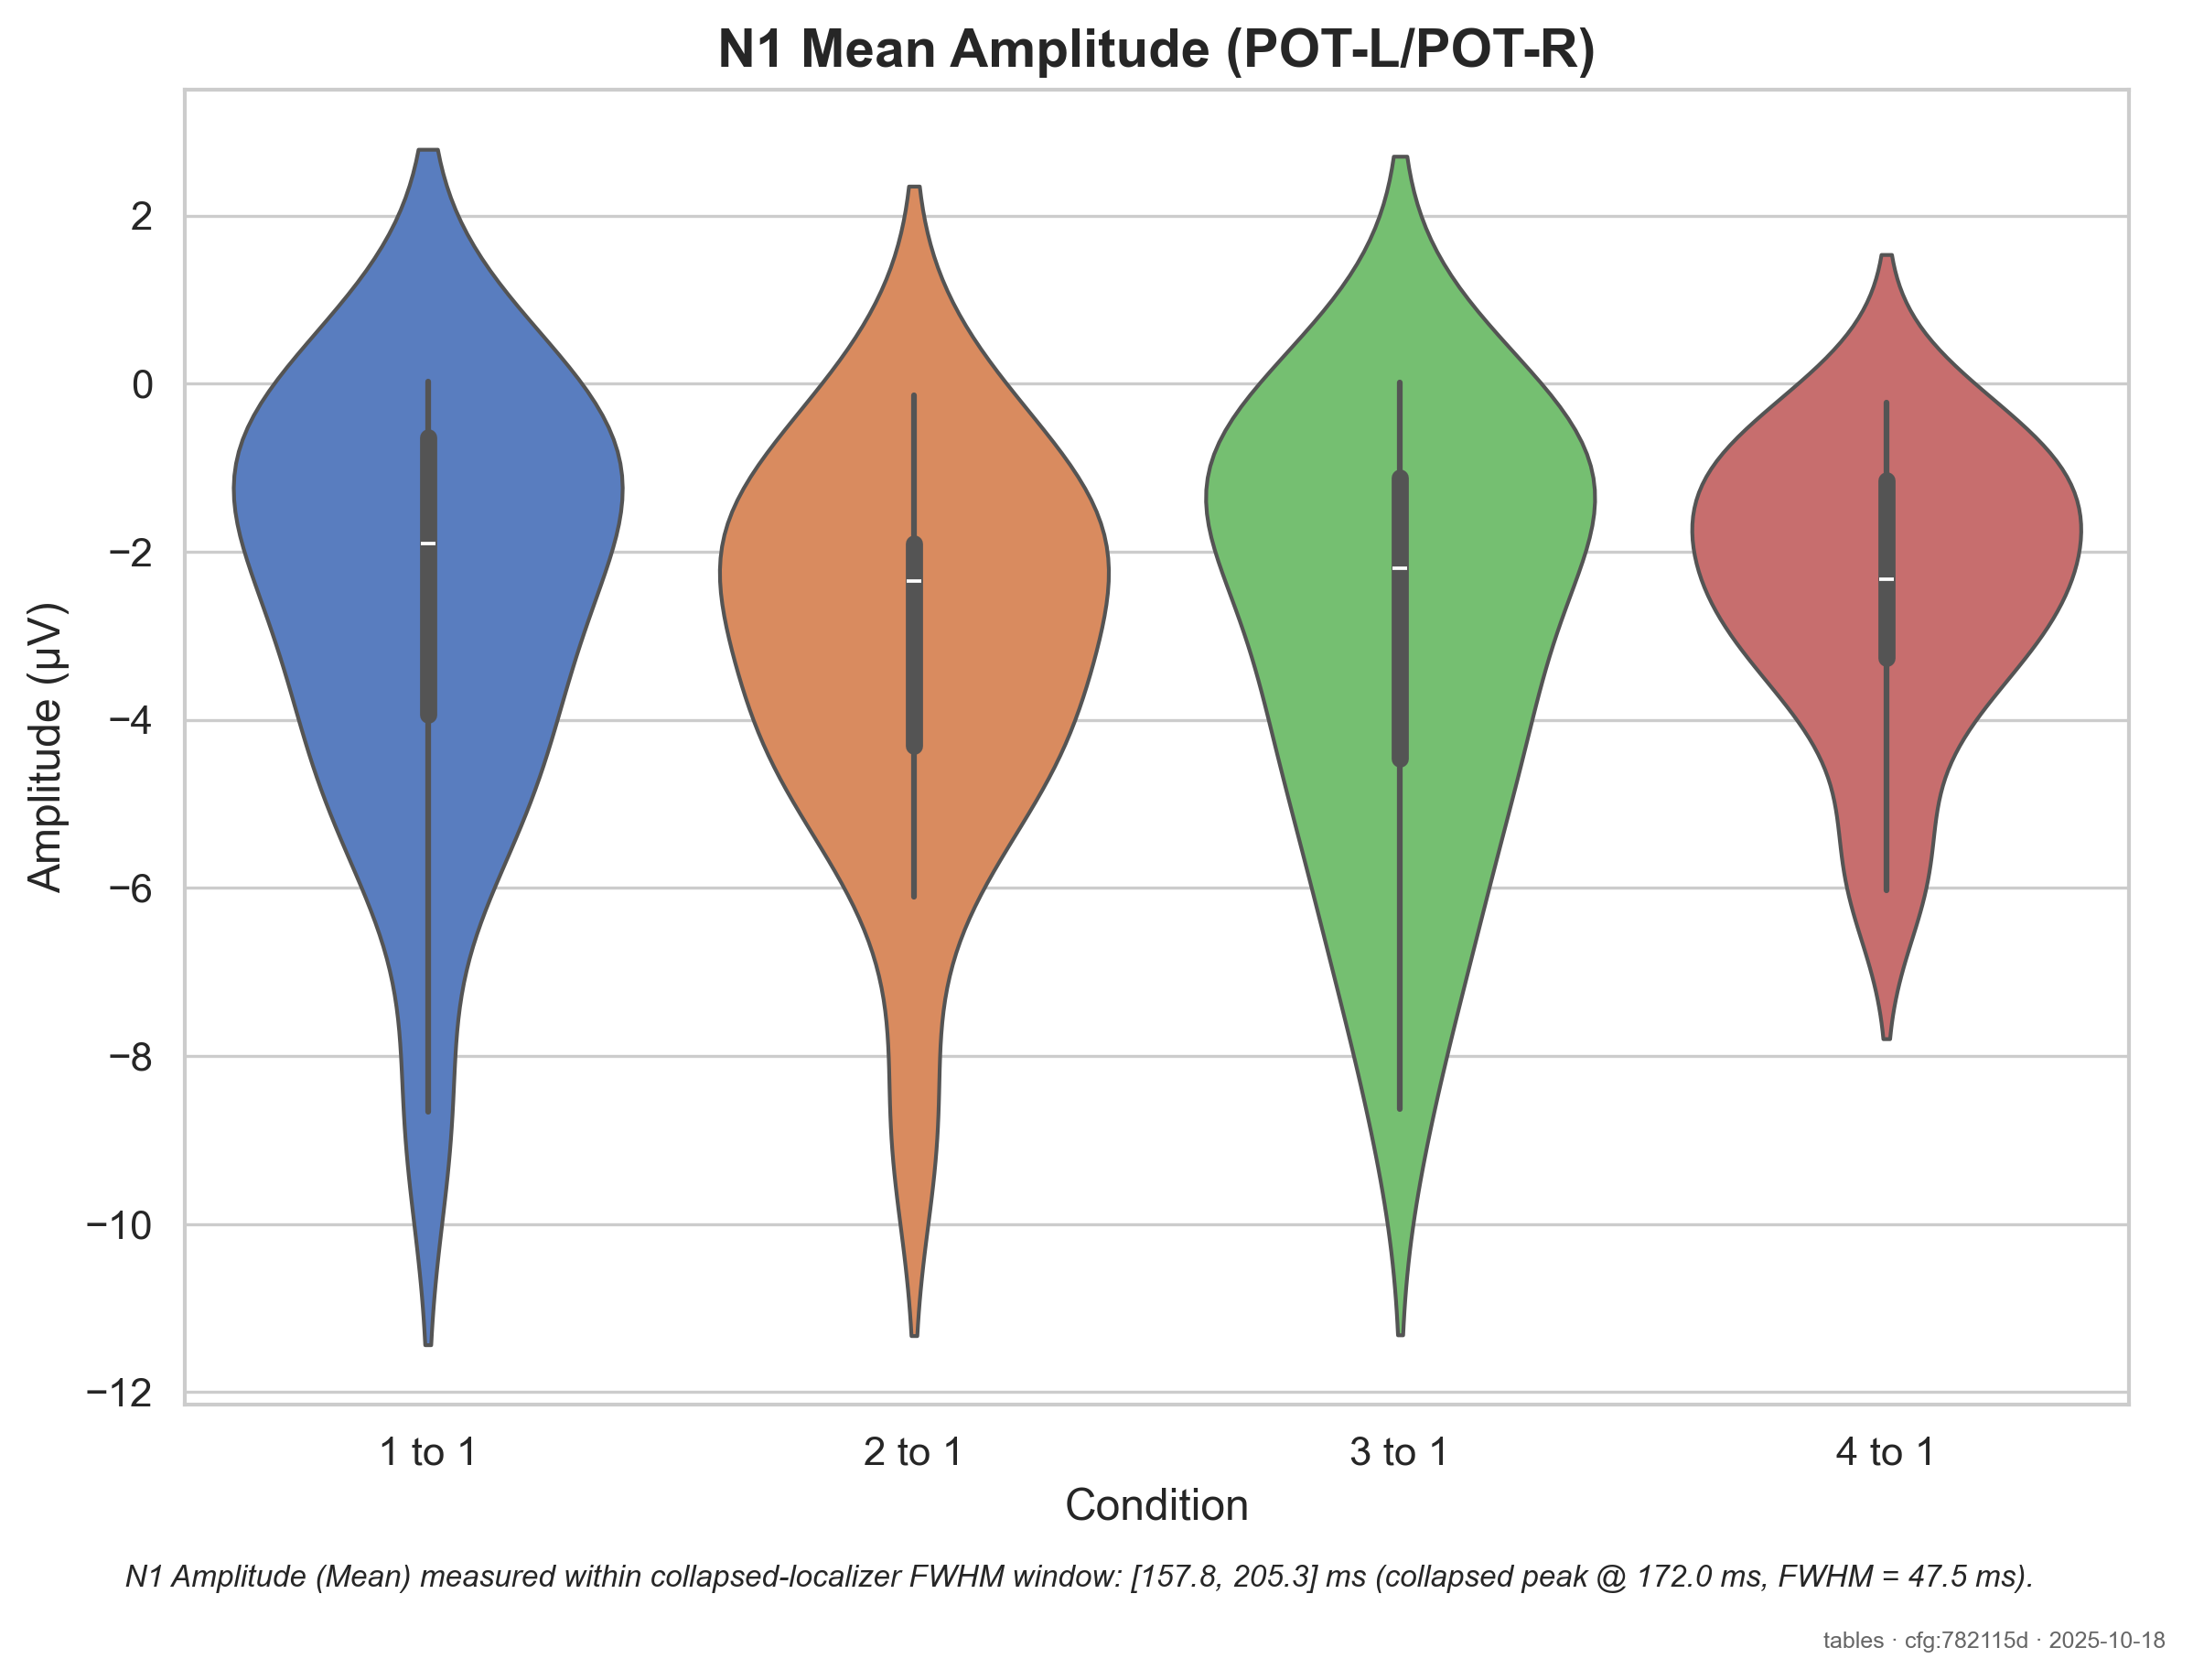 N1 Mean Amplitude (POT-L/POT-R)
Amplitude (µV)
2
0
−2
−4
−6
−8
−10
−12
1 to 1
2 to 1
3 to 1
4 to 1
Condition
N1 Amplitude (Mean) measured within collapsed-localizer FWHM window: [157.8, 205.3] ms (collapsed peak @ 172.0 ms, FWHM = 47.5 ms).
tables · cfg:782115d · 2025-10-18